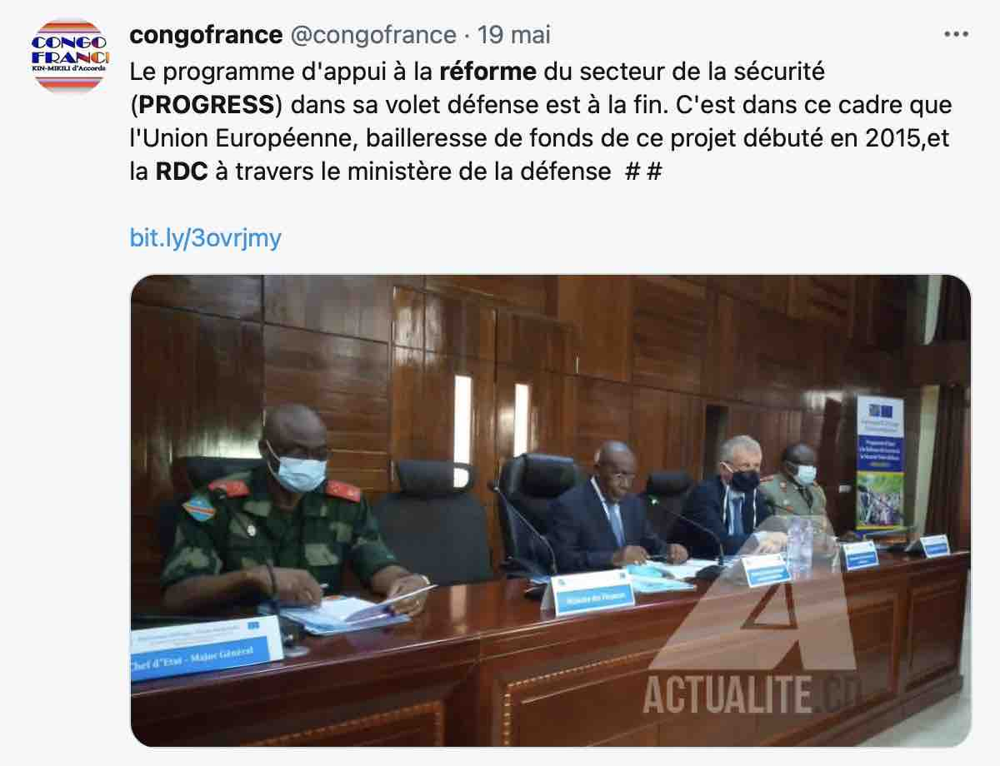 CONGO
FRANCE
KIN-MIKILI d'Accords
congofrance @congofrance · 19 mai
Le programme d'appui à la réforme du secteur de la sécurité
(PROGRESS) dans sa volet défense est à la fin. C'est dans ce cadre que
l'Union Européenne, bailleresse de fonds de ce projet débuté en 2015,et
la RDC à travers le ministère de la défense # #
bit.ly/3ovrjmy
Chef d"Etat - Major Général
ACTUALITE.CD